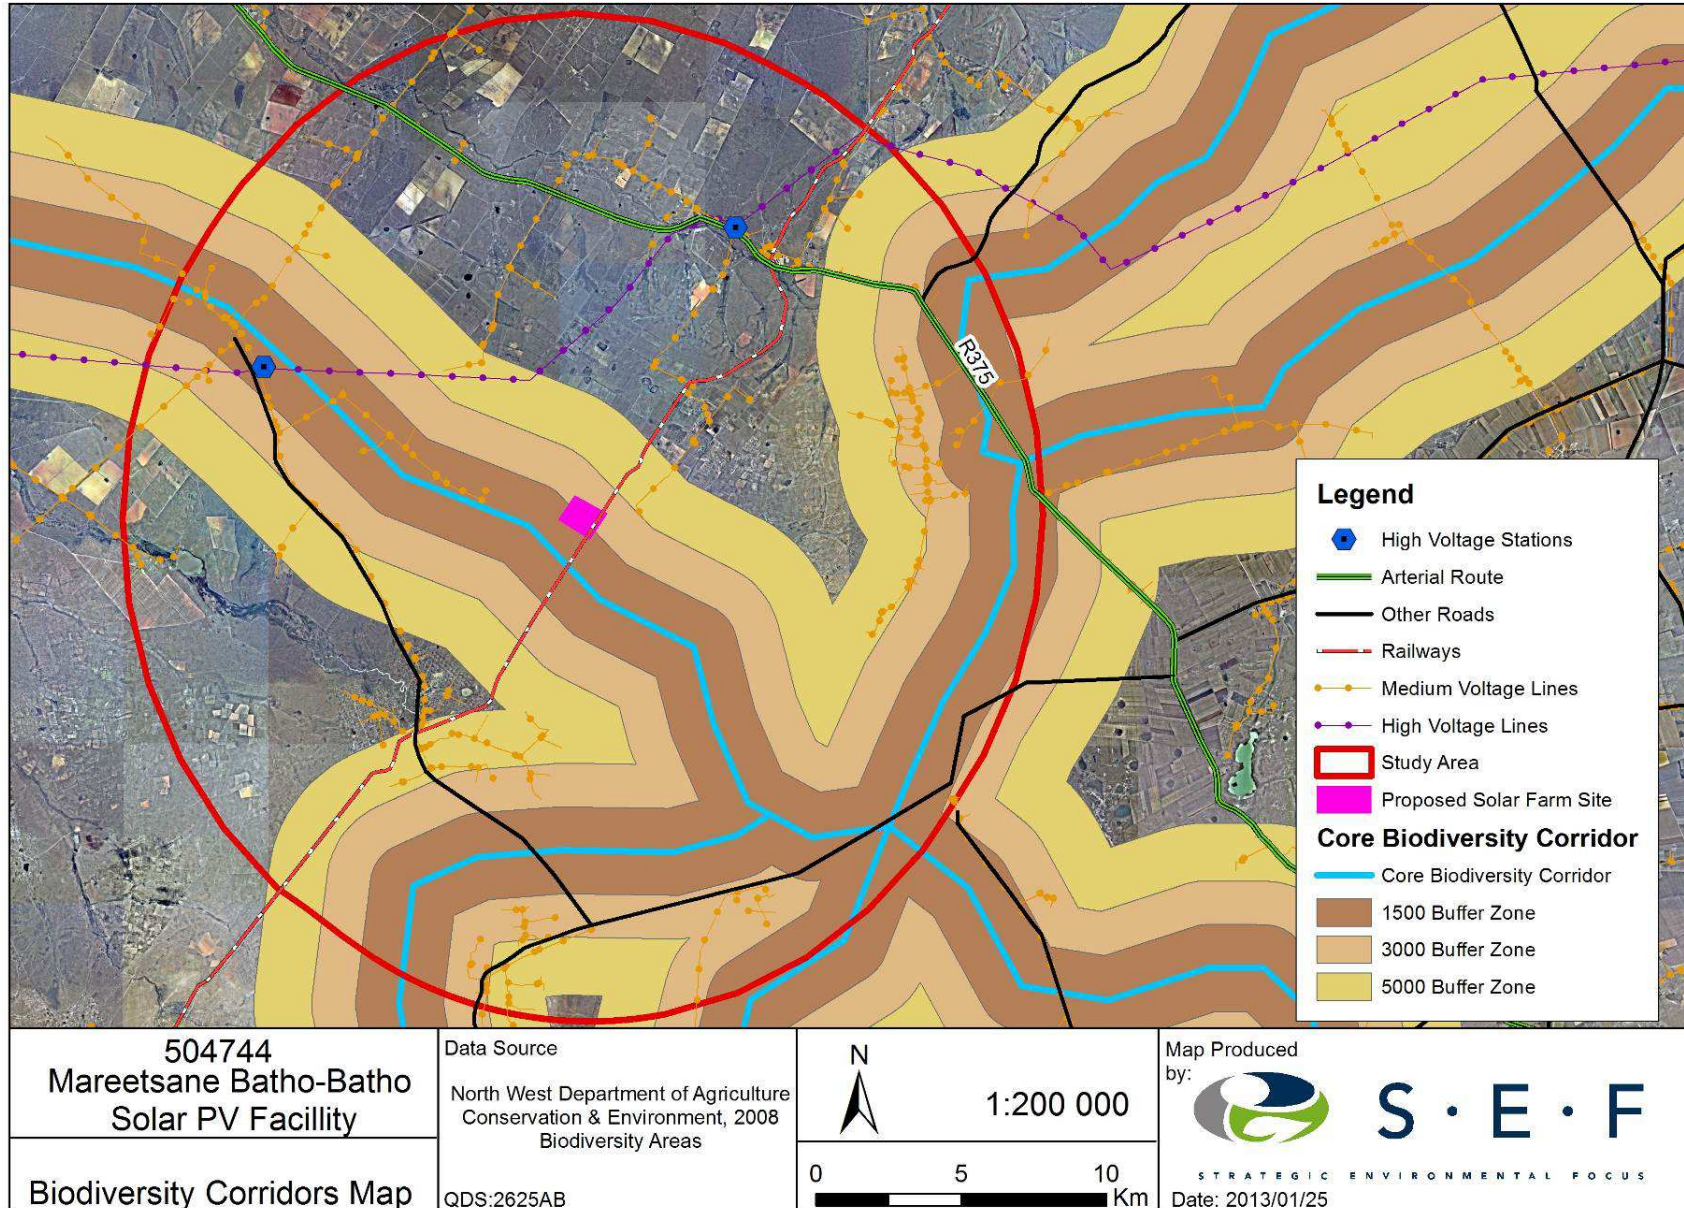 R375
Legend
High Voltage Stations
Arterial Route
Other Roads
Railways
Medium Voltage Lines
High Voltage Lines
Study Area
Proposed Solar Farm Site
Core Biodiversity Corridor
Core Biodiversity Corridor
1500 Buffer Zone
3000 Buffer Zone
5000 Buffer Zone
504744
Mareetsane Batho-Batho
Solar PV Facillity
Biodiversity Corridors Map
Data Source
North West Department of Agriculture
Conservation & Environment, 2008
Biodiversity Areas
QDS:2625AB
N
1:200 000
0 5 10
Km
Map Produced
by:
S·E·F
STRATEGIC ENVIRONMENTAL FOCUS
Date: 2013/01/25